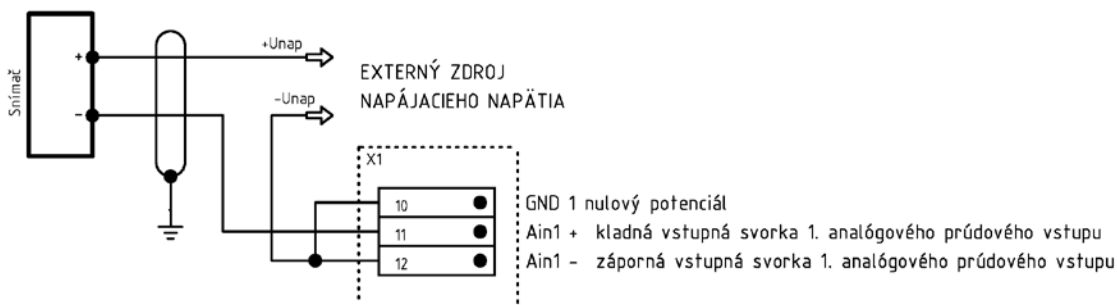 Snímač
+
-
+Unap
-Unap
EXTERNÝ ZDROJ
NAPÁJACIEHO NAPÄTIA
X1
10
GND 1 nulový potenciál
11
Ain1 + kladná vstupná svorka 1. analógového prúdového vstupu
12
Ain1 - záporná vstupná svorka 1. analógového prúdového vstupu